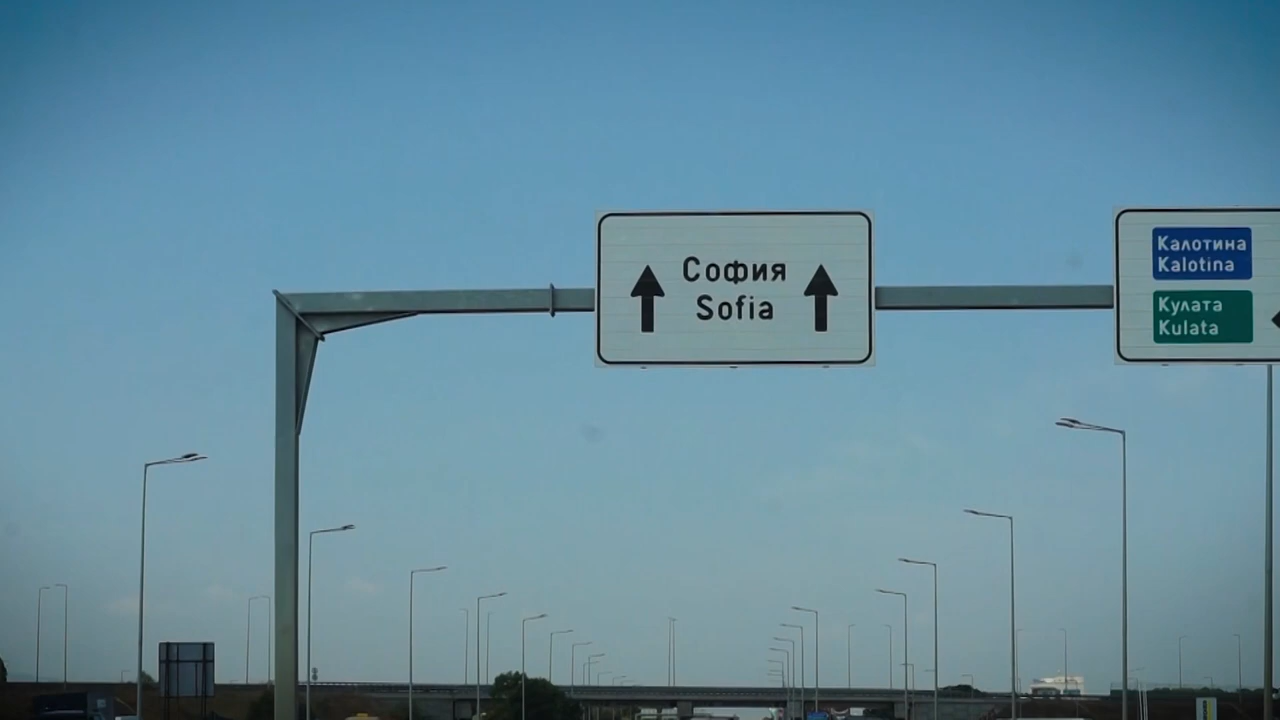 София
Sofia
Калотина
Kalotina
Кулата
Kulata